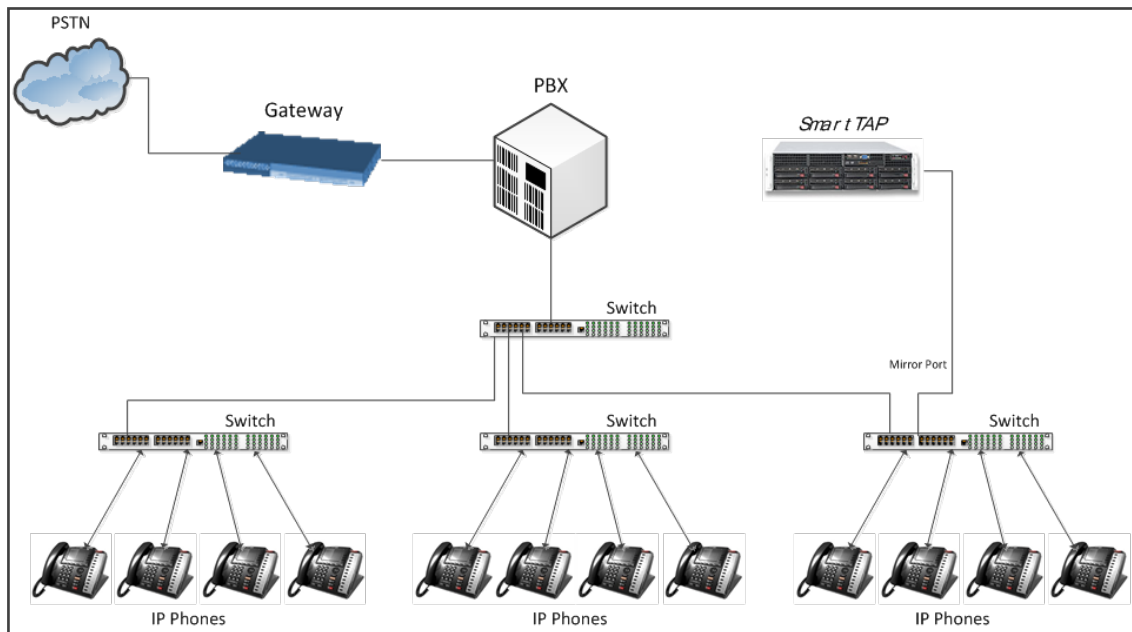 PSTN
Gateway
PBX
Smart TAP
Switch
Mirror Port
Switch
Switch
Switch
IP Phones
IP Phones
IP Phones